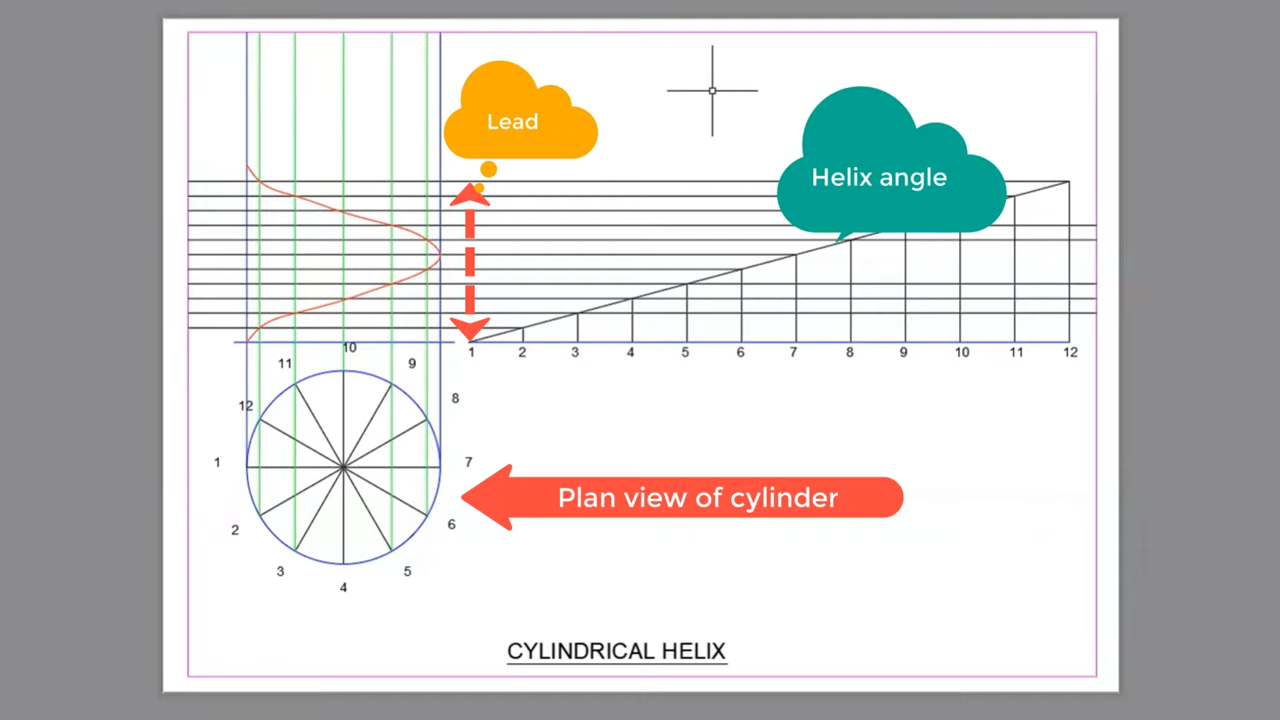 Lead
Helix angle
10
11
9
1 2 3 4 5 6 7 8 9 10 11 12
12
8
1
7
Plan view of cylinder
2
6
3
5
4
CYLINDRICAL HELIX